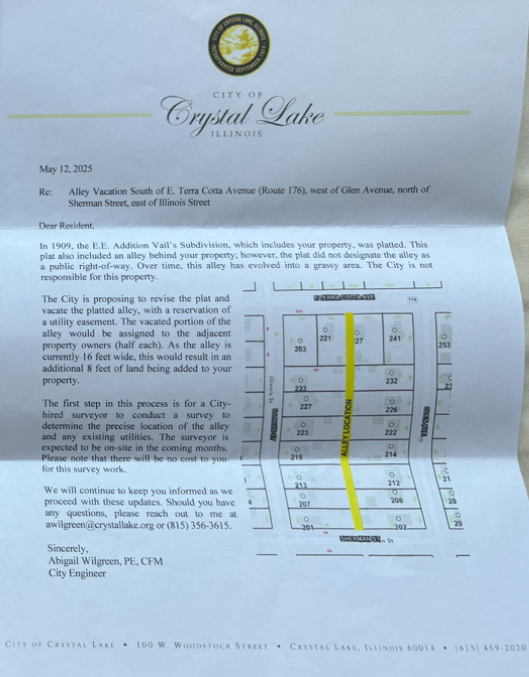 CITY OF CRYSTAL LAKE, ILLINOIS
CITY OF
Crystal Lake
ILLINOIS
May 12, 2025
Re: Alley Vacation South of E. Terra Cotta Avenue (Route 176), west of Glen Avenue, north of
Sherman Street, east of Illinois Street
Dear Resident,
In 1909, the E.E. Addition Vail's Subdivision, which includes your property, was platted. This
plat also included an alley behind your property; however, the plat did not designate the alley as
a public right-of-way. Over time, this alley has evolved into a grassy area. The City is not
responsible for this property.
The City is proposing to revise the plat and
vacate the platted alley, with a reservation of
a utility easement. The vacated portion of the
alley would be assigned to the adjacent
property owners (half each). As the alley is
currently 16 feet wide, this would result in an
additional 8 feet of land being added to your
property.
The first step in this process is for a City-
hired surveyor to conduct a survey to
determine the precise location of the alley
and any existing utilities. The surveyor is
expected to be on-site in the coming months.
Please note that there will be no cost to you
for this survey work.
We will continue to keep you informed as we
proceed with these updates. Should you have
any questions, please reach out to me at
awilgreen@crystallake.org or (815) 356-3615.
Sincerely,
Abigail Wilgreen, PE, CFM
City Engineer
E TERRA COTTA AVE
176
203
221
27
241
253
233
232
227
226
223
222
215
214
213
212
21
207
208
20
201
202
20
ALLEY LOCATION
SHERMAN ST
CITY OF CRYSTAL LAKE • 100 W. WOODSTOCK STREET • CRYSTAL LAKE, ILLINOIS 60014 • (815) 459-2020